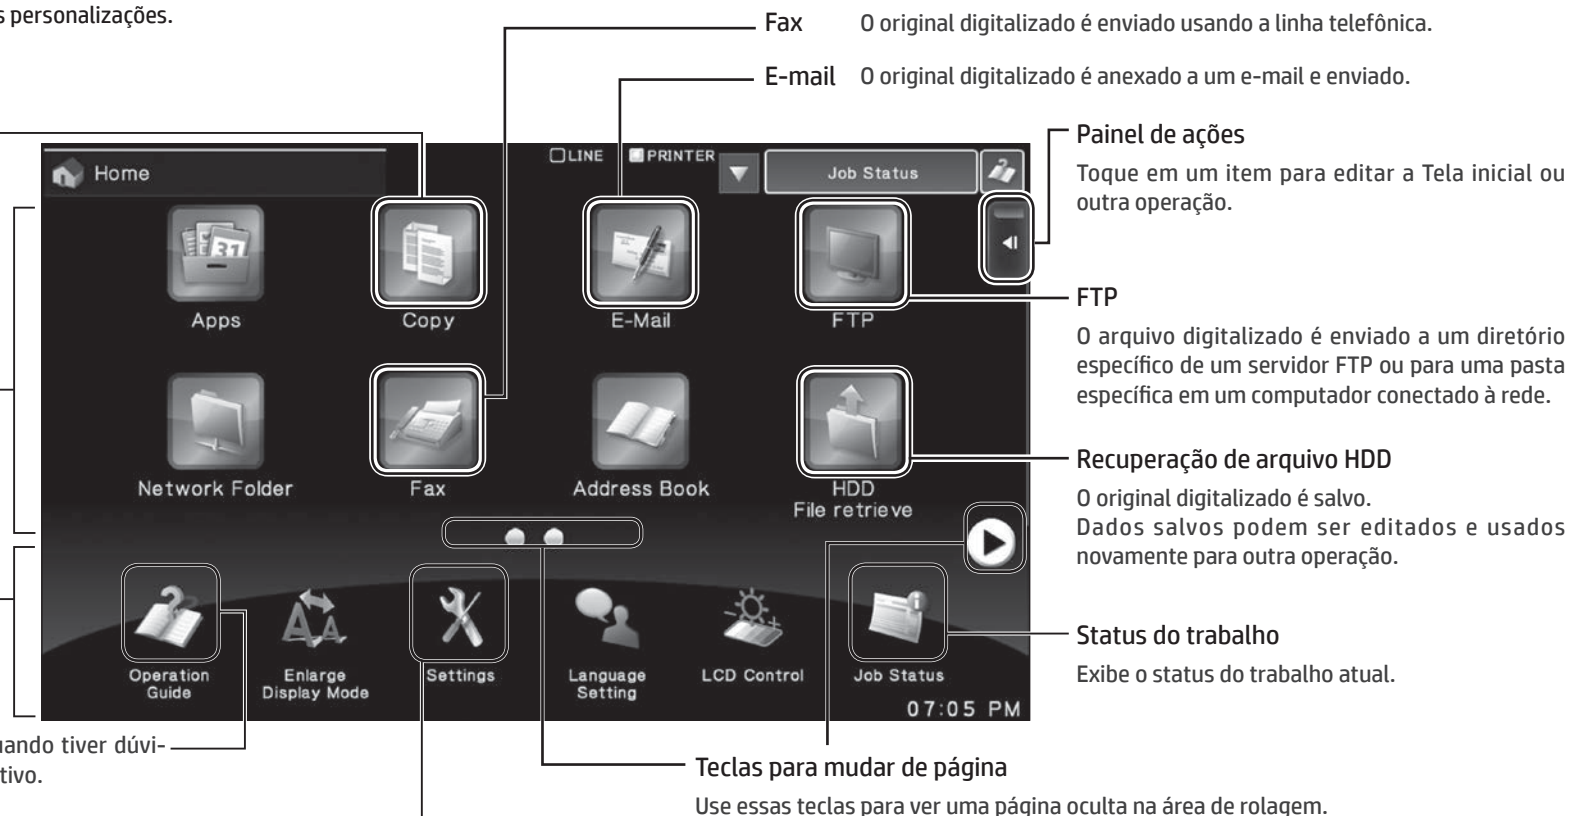 s personalizações.
Fax O original digitalizado é enviado usando a linha telefônica.
E-mail O original digitalizado é anexado a um e-mail e enviado.
Painel de ações
Toque em um item para editar a Tela inicial ou
outra operação.
FTP
O arquivo digitalizado é enviado a um diretório
específico de um servidor FTP ou para uma pasta
específica em um computador conectado à rede.
Recuperação de arquivo HDD
O original digitalizado é salvo.
Dados salvos podem ser editados e usados
novamente para outra operação.
Status do trabalho
Exibe o status do trabalho atual.
Home
LINE PRINTER
Job Status
31
Apps Copy E-Mail FTP
Network Folder Fax Address Book HDD
File retrieve
Operation
Guide
Enlarge
Display Mode
Settings
Language
Setting
LCD Control
Job Status
07:05 PM
uando tiver dúvi-
tivo.
Teclas para mudar de página
Use essas teclas para ver uma página oculta na área de rolagem.